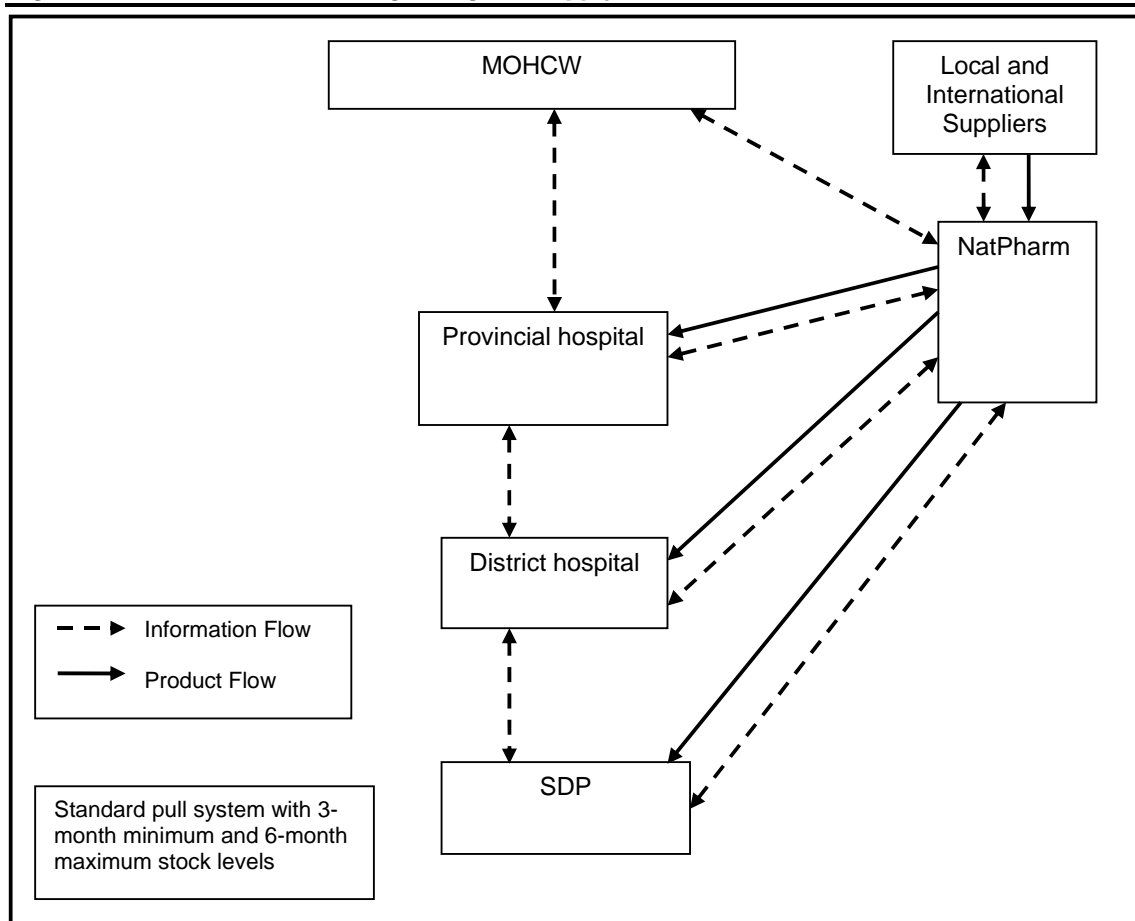 MOHCW
Local and
International
Suppliers
NatPharm
Provincial hospital
District hospital
Information Flow
Product Flow
SDP
Standard pull system with 3-
month minimum and 6-month
maximum stock levels